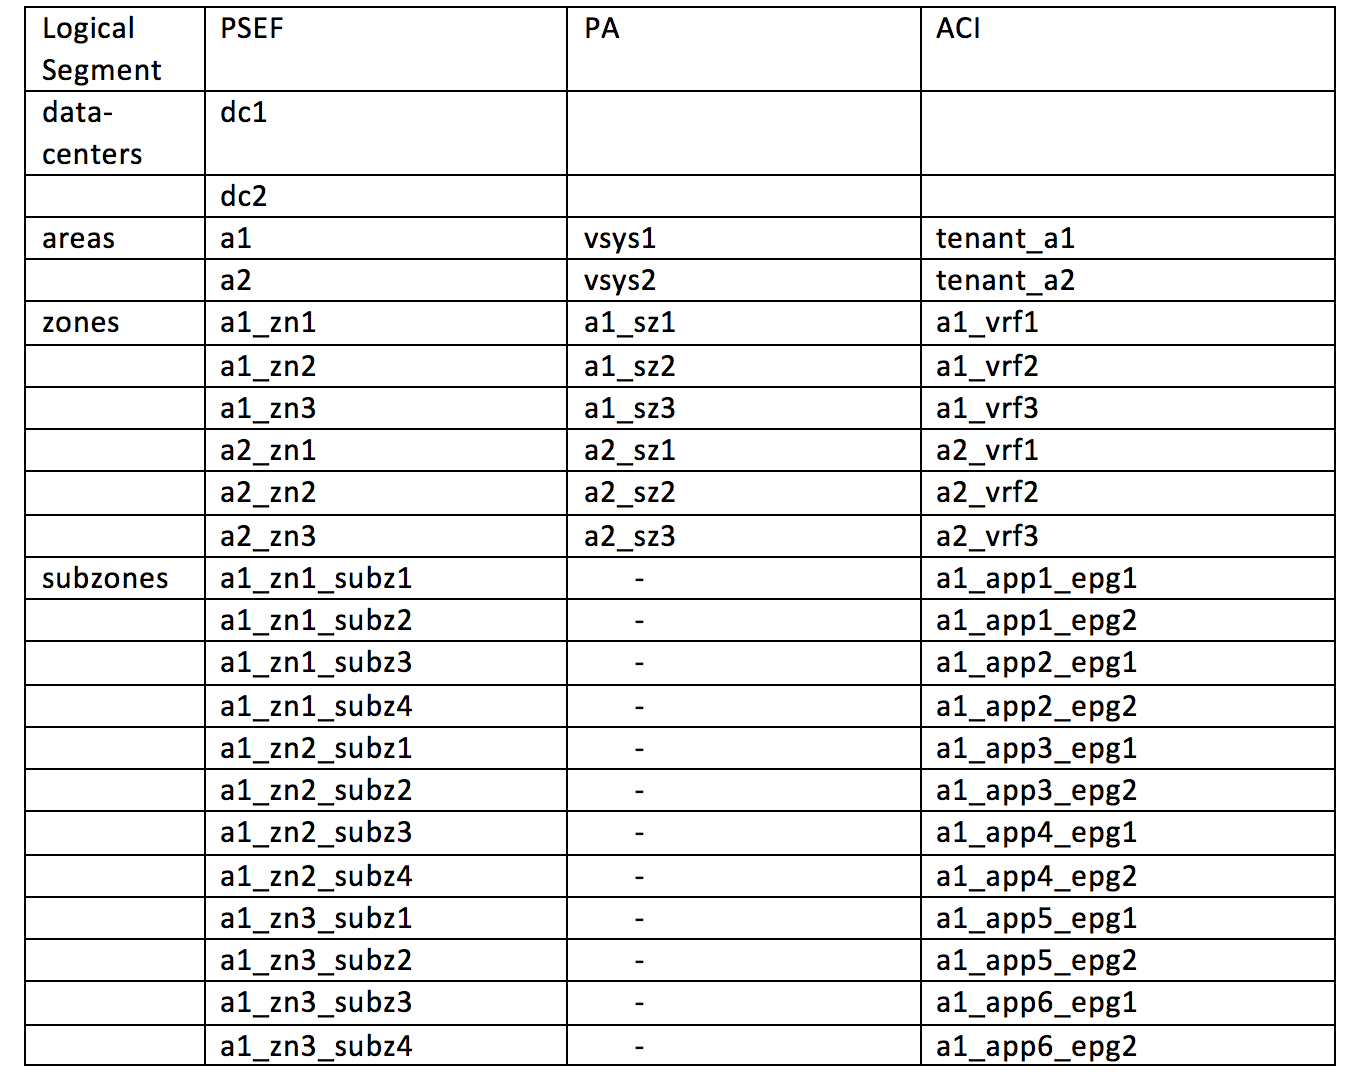 Logical Segment PSEF PA ACI
data-centers dc1
dc2
areas a1 vsys1 tenant_a1
a2 vsys2 tenant_a2
zones a1_zn1 a1_sz1 a1_vrf1
a1_zn2 a1_sz2 a1_vrf2
a1_zn3 a1_sz3 a1_vrf3
a2_zn1 a2_sz1 a2_vrf1
a2_zn2 a2_sz2 a2_vrf2
a2_zn3 a2_sz3 a2_vrf3
subzones a1_zn1_subz1 - a1_app1_epg1
a1_zn1_subz2 - a1_app1_epg2
a1_zn1_subz3 - a1_app2_epg1
a1_zn1_subz4 - a1_app2_epg2
a1_zn2_subz1 - a1_app3_epg1
a1_zn2_subz2 - a1_app3_epg2
a1_zn2_subz3 - a1_app4_epg1
a1_zn2_subz4 - a1_app4_epg2
a1_zn3_subz1 - a1_app5_epg1
a1_zn3_subz2 - a1_app5_epg2
a1_zn3_subz3 - a1_app6_epg1
a1_zn3_subz4 - a1_app6_epg2